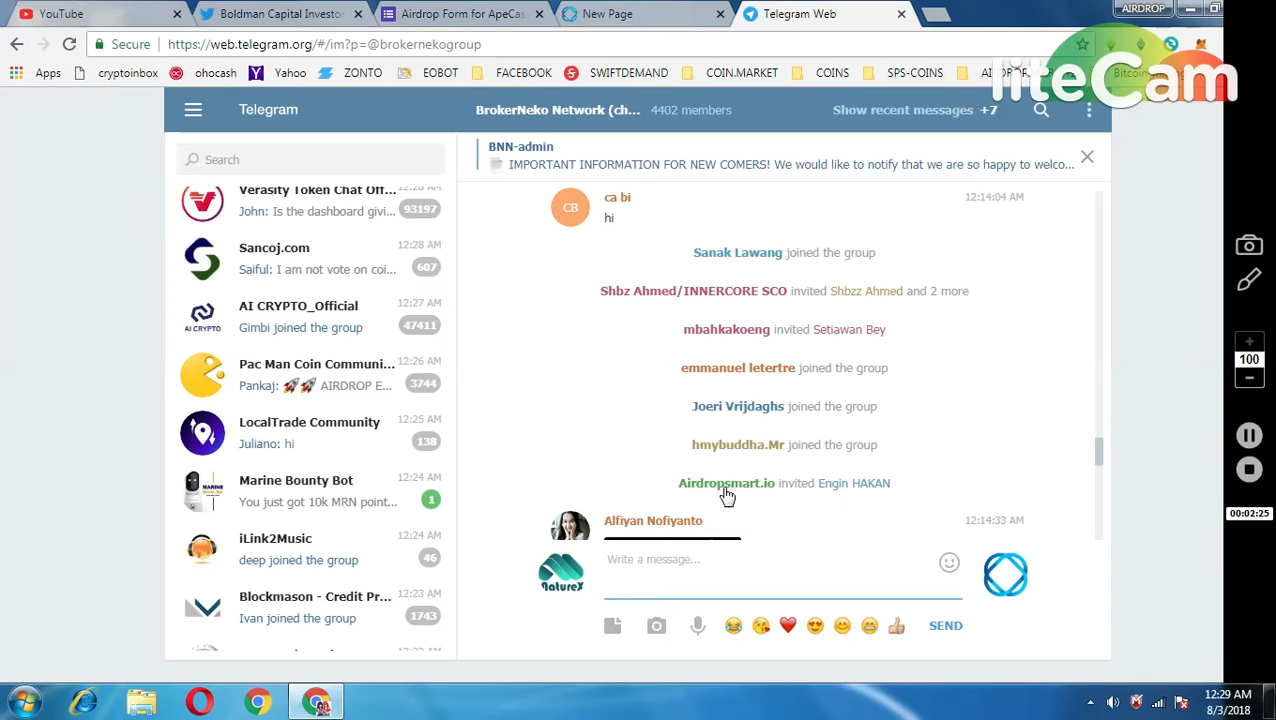 YouTube
Boldman Capital Investor
Airdrop Form for ApeCa
New Page
Telegram Web
AIRDROP
Secure
https://web.telegram.org/#/im?p=@brokernekogroup
Apps
cryptoinbox
ohocash
Yahoo
EOBOT
FACEBOOK
SWIFTDEMAND
COIN.MARKET
COINS
SPS-COINS
liteCam
Telegram
BrokerNeko Network (ch...
4402 members
Show recent messages +7
Search
BNN-admin
IMPORTANT INFORMATION FOR NEW COMERS! We would like to notify that we are so happy to welco...
Verasity Token Chat Off...
12:28 AM
John: Is the dashboard givi...
93197
Sancoj.com
12:28 AM
Saiful: I am not vote on coi...
607
AI CRYPTO_Official
12:27 AM
Gimbi joined the group
47411
AI CRYPTO
Pac Man Coin Communi...
12:26 AM
Pankaj: 🚀🚀 AIRDROP E...
3744
LocalTrade Community
12:25 AM
Juliano: hi
138
Marine Bounty Bot
12:24 AM
You just got 10k MRN point...
1
iLink2Music
12:24 AM
deep joined the group
46
Blockmason - Credit Pr...
12:23 AM
Ivan joined the group
1743
CB
ca bi
12:14:04 AM
hi
Sanak Lawang joined the group
Shbz Ahmed/INNERCORE SCO invited Shbzz Ahmed and 2 more
mbahkakoeng invited Setiawan Bey
emmanuel letertre joined the group
Joeri Vrijdaghs joined the group
hmybuddha.Mr joined the group
Airdropsmart.io invited Engin HAKAN
Alfiyan Nofiyanto
12:14:33 AM
Write a message...
NatureX
SEND
100
00:02:25
12:29 AM
8/3/2018